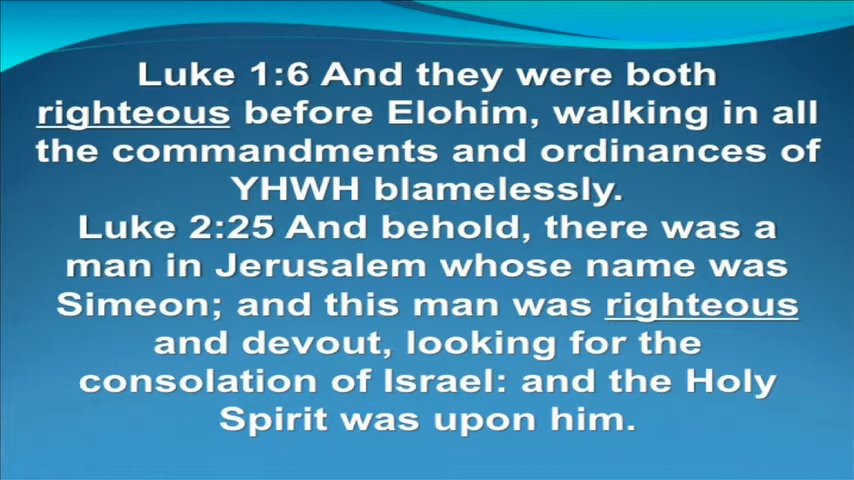 Luke 1:6 And they were both
righteous before Elohim, walking in all
the commandments and ordinances of
YHWH blamelessly.
Luke 2:25 And behold, there was a
man in Jerusalem whose name was
Simeon; and this man was righteous
and devout, looking for the
consolation of Israel: and the Holy
Spirit was upon him.